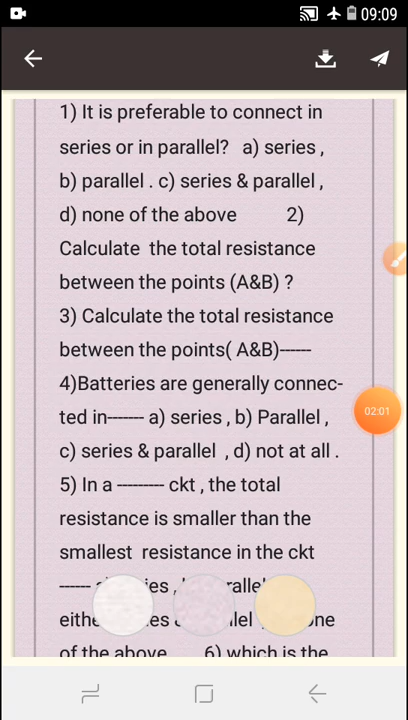 09:09
1) It is preferable to connect in
series or in parallel? a) series ,
b) parallel . c) series & parallel ,
d) none of the above 2)
Calculate the total resistance
between the points (A&B) ?
3) Calculate the total resistance
between the points( A&B)------
4)Batteries are generally connec-
ted in------- a) series , b) Parallel ,
c) series & parallel , d) not at all .
02:01
5) In a --------- ckt , the total
resistance is smaller than the
smallest resistance in the ckt
of the above 6) which is the